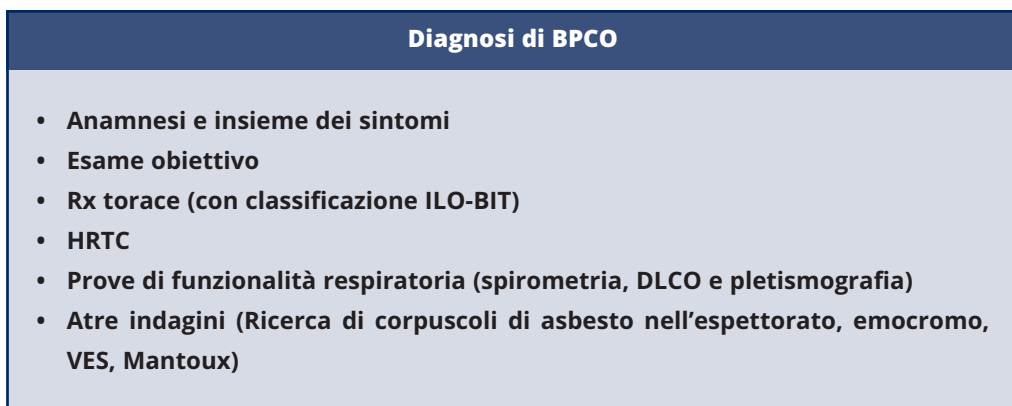 Diagnosi di BPCO
• Anamnesi e insieme dei sintomi
• Esame obiettivo
• Rx torace (con classificazione ILO-BIT)
• HRTC
• Prove di funzionalità respiratoria (spirometria, DLCO e pletismografia)
• Atre indagini (Ricerca di corpuscoli di asbesto nell’espettorato, emocromo,
VES, Mantoux)